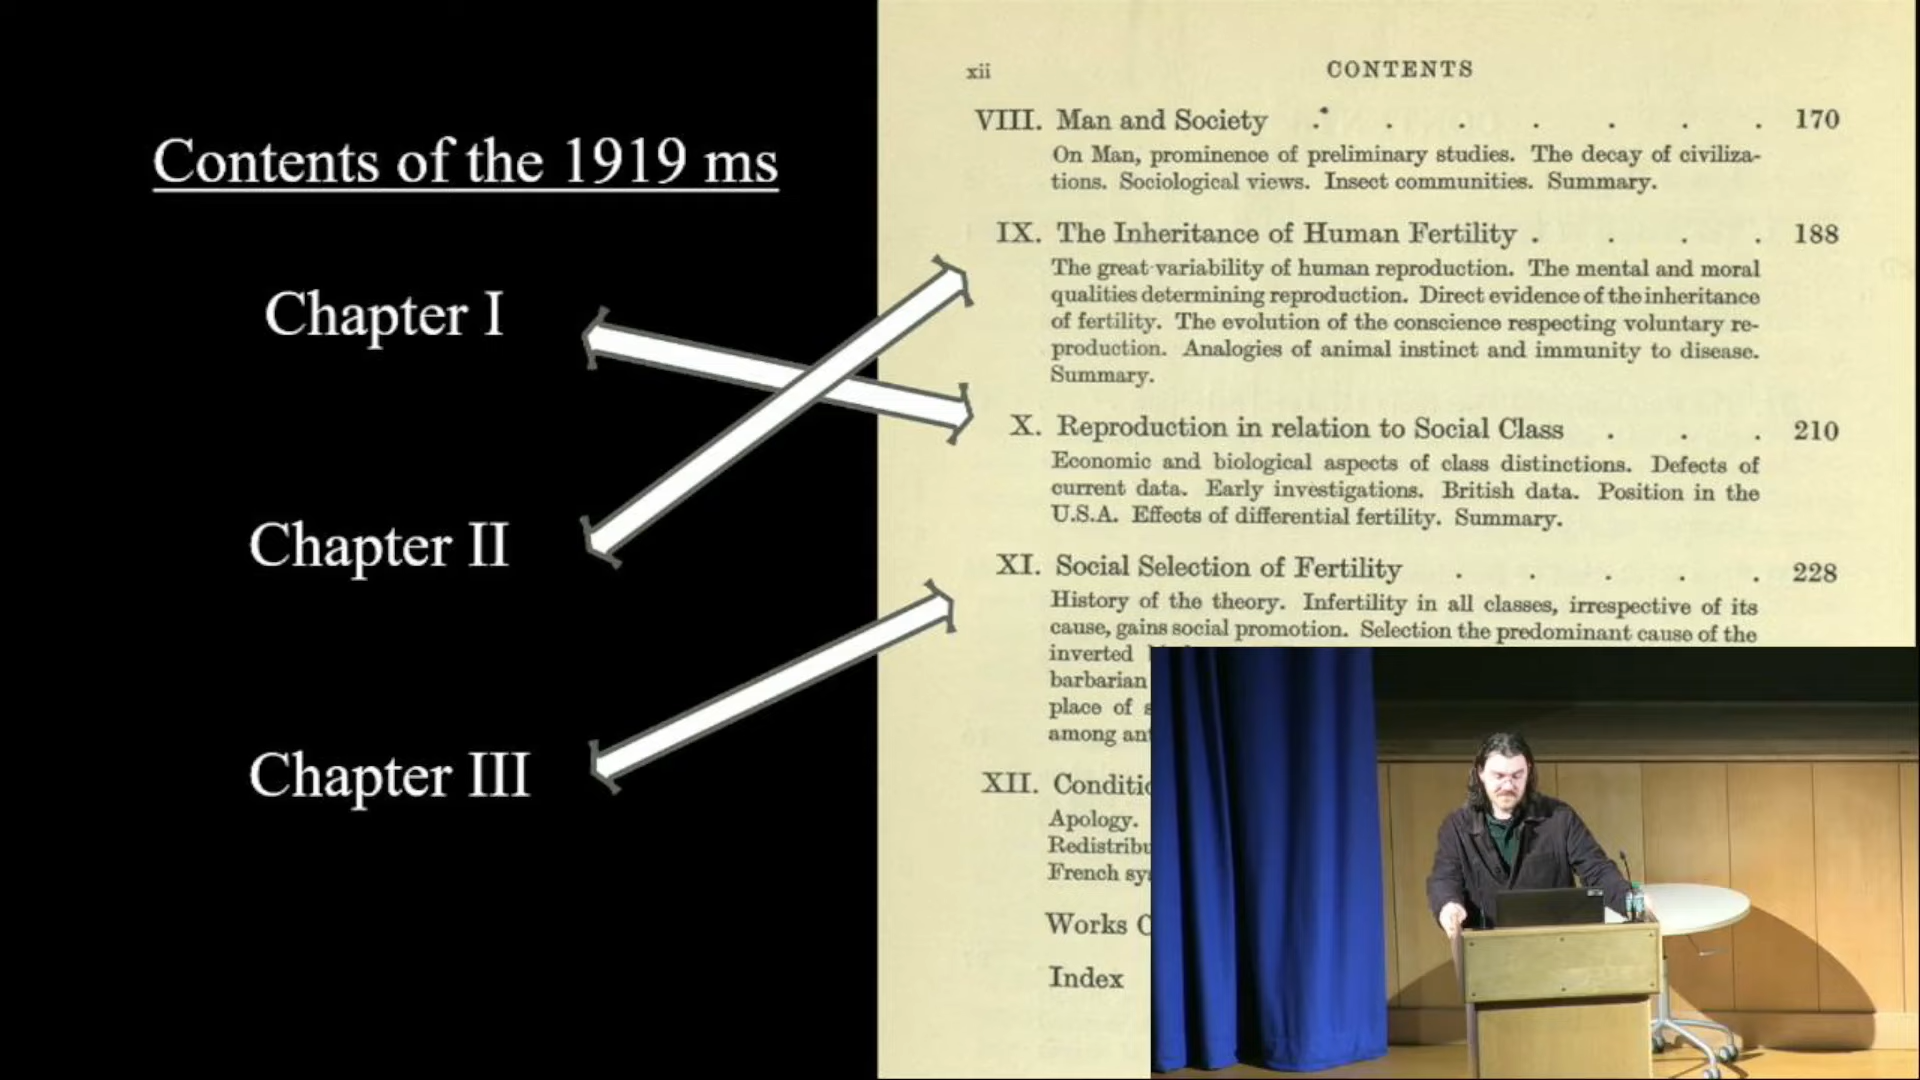 Contents of the 1919 ms
Chapter I
Chapter II
Chapter III
xii CONTENTS
VIII. Man and Society . . . . . . . 170
On Man, prominence of preliminary studies. The decay of civiliza-
tions. Sociological views. Insect communities. Summary.
IX. The Inheritance of Human Fertility . . . . 188
The great variability of human reproduction. The mental and moral
qualities determining reproduction. Direct evidence of the inheritance
of fertility. The evolution of the conscience respecting voluntary re-
production. Analogies of animal instinct and immunity to disease.
Summary.
X. Reproduction in relation to Social Class . . . 210
Economic and biological aspects of class distinctions. Defects of
current data. Early investigations. British data. Position in the
U.S.A. Effects of differential fertility. Summary.
XI. Social Selection of Fertility . . . . . 228
History of the theory. Infertility in all classes, irrespective of its
cause, gains social promotion. Selection the predominant cause of the
inverted
barbarian
place of
among
XII.
Apology.
French
Works
Index